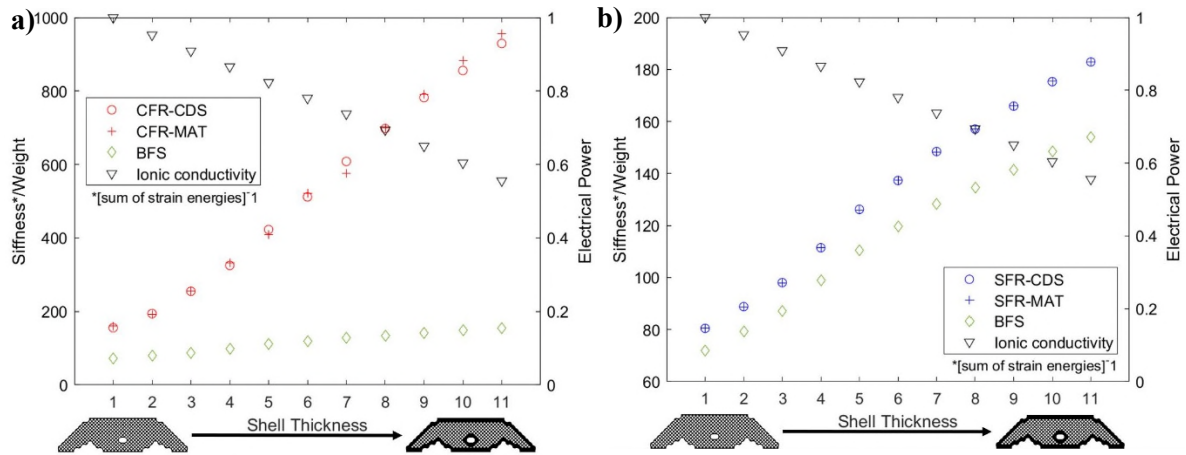 a)
1000
800
600
400
200
0
Siffness*/Weight
CFR-CDS
CFR-MAT
BFS
Ionic conductivity
*[sum of strain energies]^-1
1
0.8
0.6
0.4
0.2
0
Electrical Power
1 2 3 4 5 6 7 8 9 10 11
Shell Thickness
b)
200
180
160
140
120
100
80
60
Siffness*/Weight
SFR-CDS
SFR-MAT
BFS
Ionic conductivity
*[sum of strain energies]^-1
1
0.8
0.6
0.4
0.2
0
Electrical Power
1 2 3 4 5 6 7 8 9 10 11
Shell Thickness